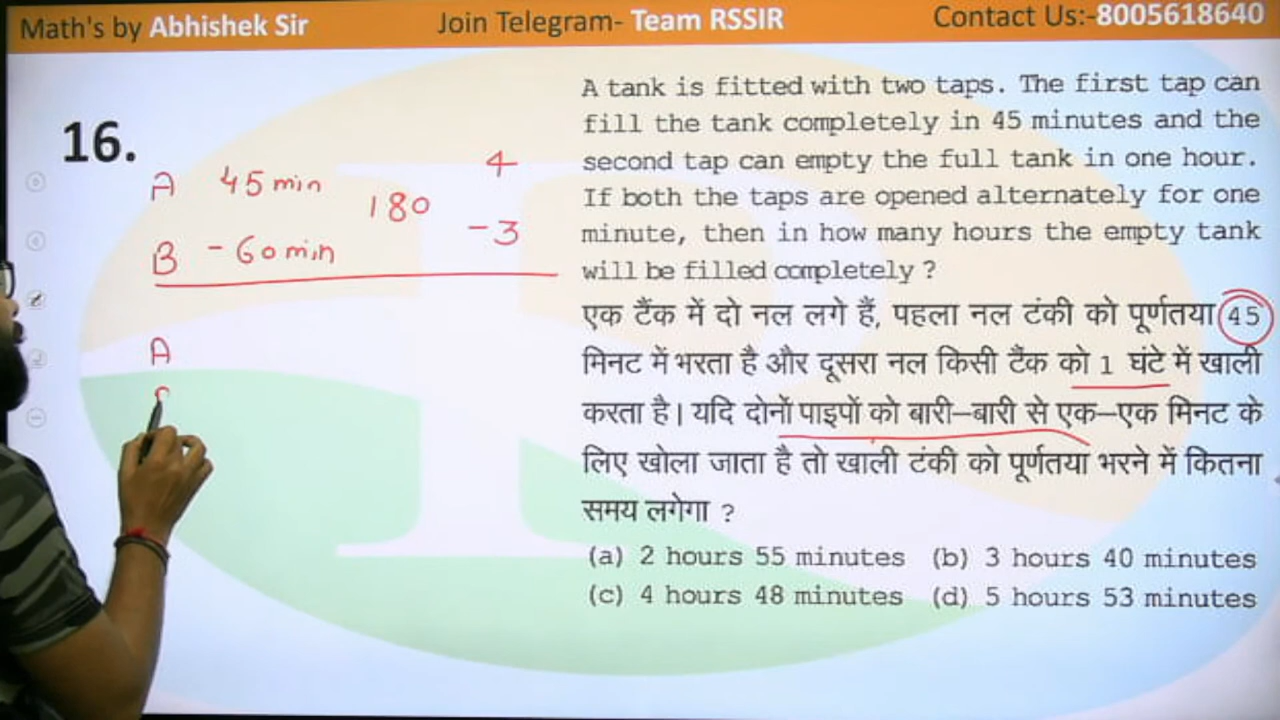 Math's by Abhishek Sir Join Telegram- Team RSSIR Contact Us:-8005618640
16.
A 45 min 180 4
B - 60 min -3
A
A tank is fitted with two taps. The first tap can
fill the tank completely in 45 minutes and the
second tap can empty the full tank in one hour.
If both the taps are opened alternately for one
minute, then in how many hours the empty tank
will be filled completely ?
एक टैंक में दो नल लगे हैं, पहला नल टंकी को पूर्णतया 45
मिनट में भरता है और दूसरा नल किसी टैंक को 1 घंटे में खाली
करता है। यदि दोनों पाइपों को बारी–बारी से एक–एक मिनट के
लिए खोला जाता है तो खाली टंकी को पूर्णतया भरने में कितना
समय लगेगा ?
(a) 2 hours 55 minutes (b) 3 hours 40 minutes
(c) 4 hours 48 minutes (d) 5 hours 53 minutes